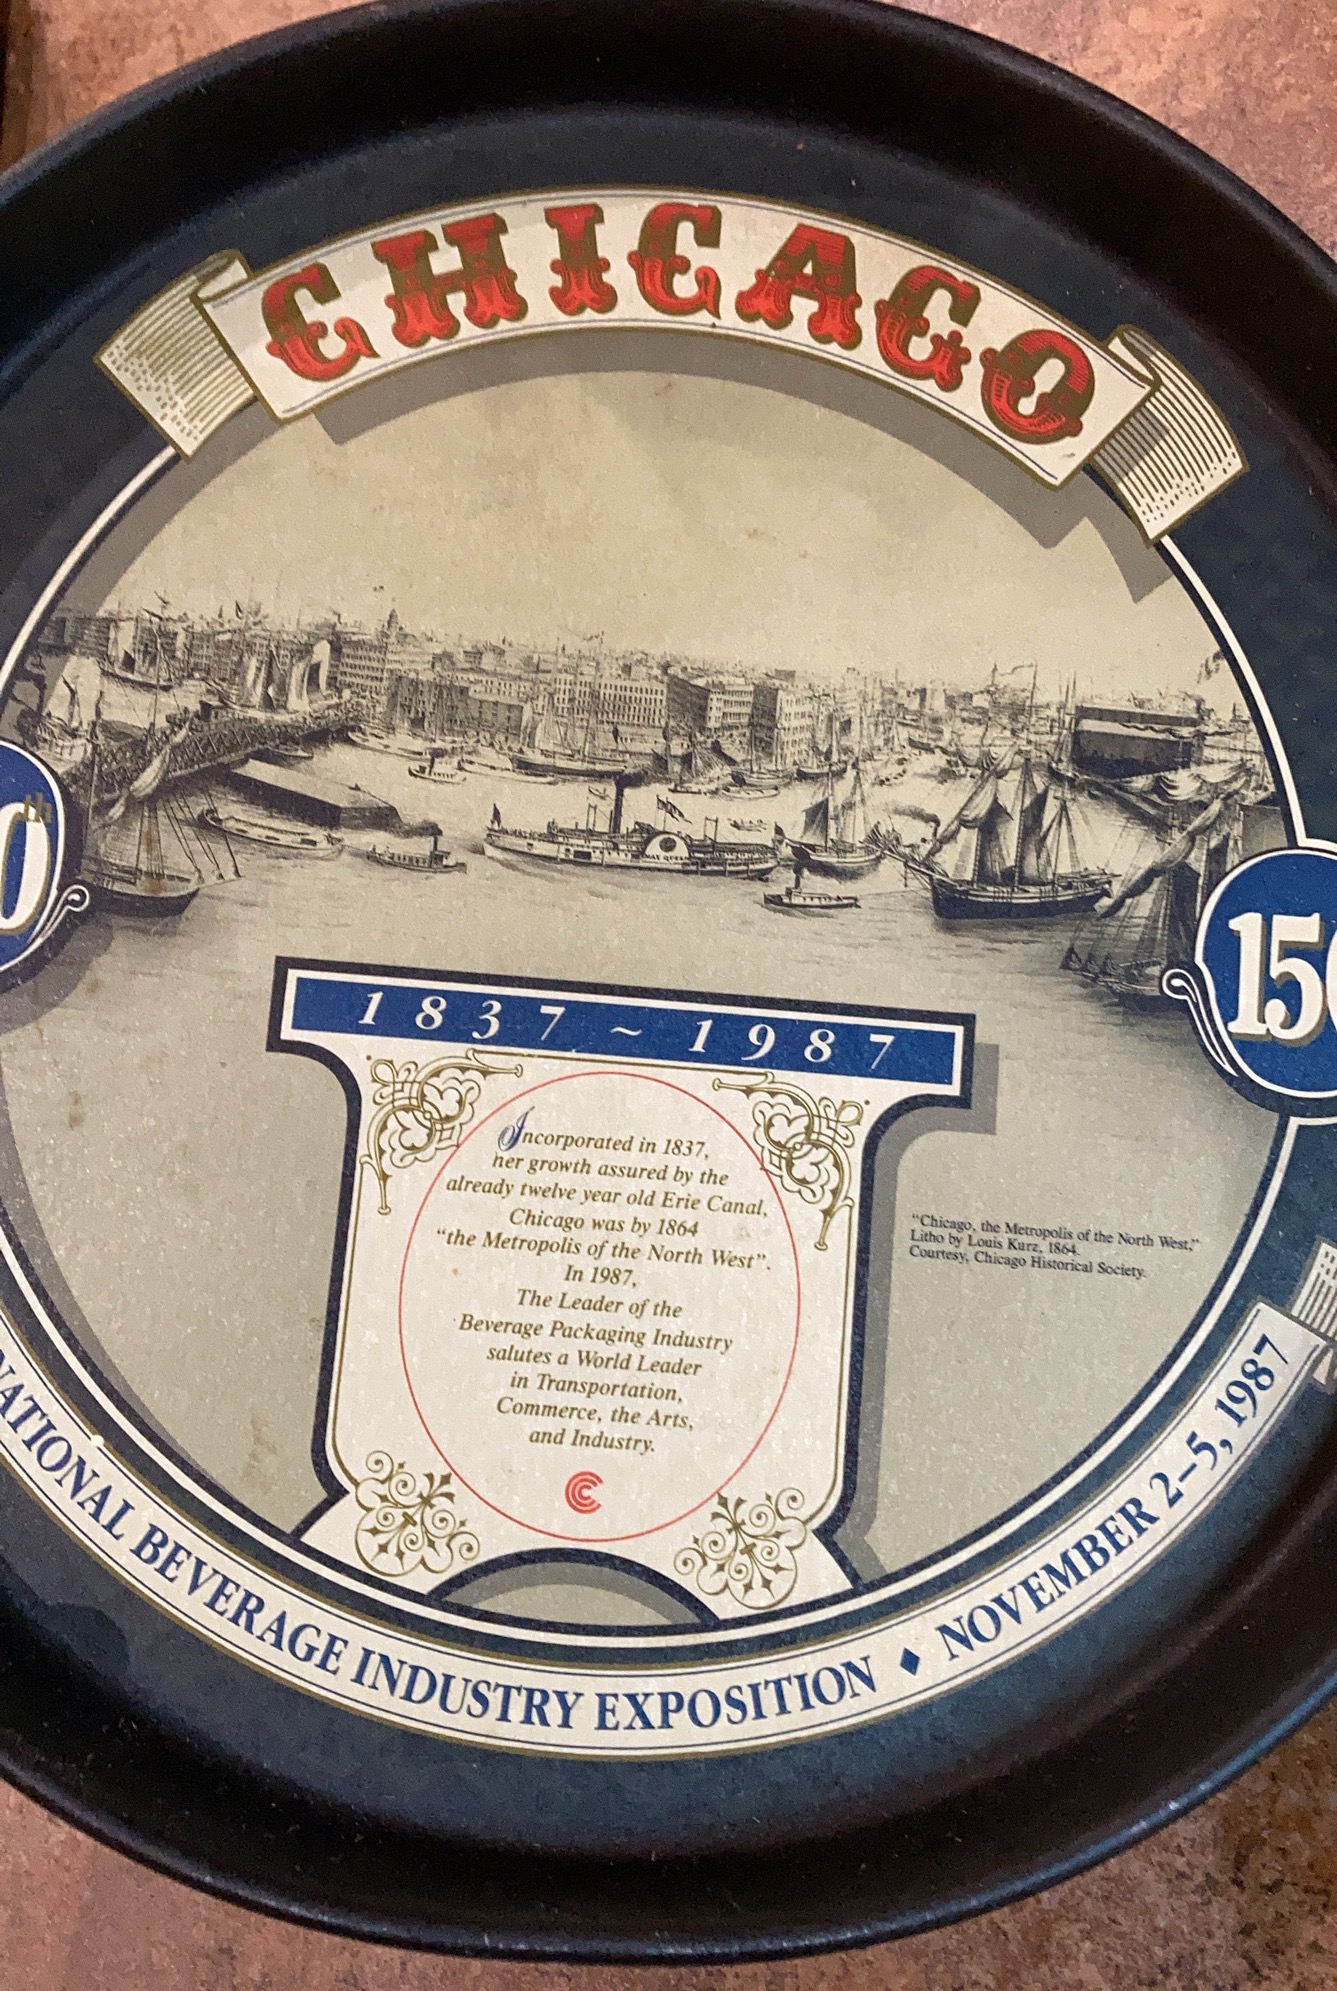 CHICAGO
0th
150
1837~1987
Incorporated in 1837,
her growth assured by the
already twelve year old Erie Canal,
Chicago was by 1864
"the Metropolis of the North West".
In 1987,
The Leader of the
Beverage Packaging Industry
salutes a World Leader
in Transportation,
Commerce, the Arts,
and Industry.
"Chicago, the Metropolis of the North West,"
Litho by Louis Kurz, 1864.
Courtesy, Chicago Historical Society.
NATIONAL BEVERAGE INDUSTRY EXPOSITION ♦ NOVEMBER 2–5, 1987